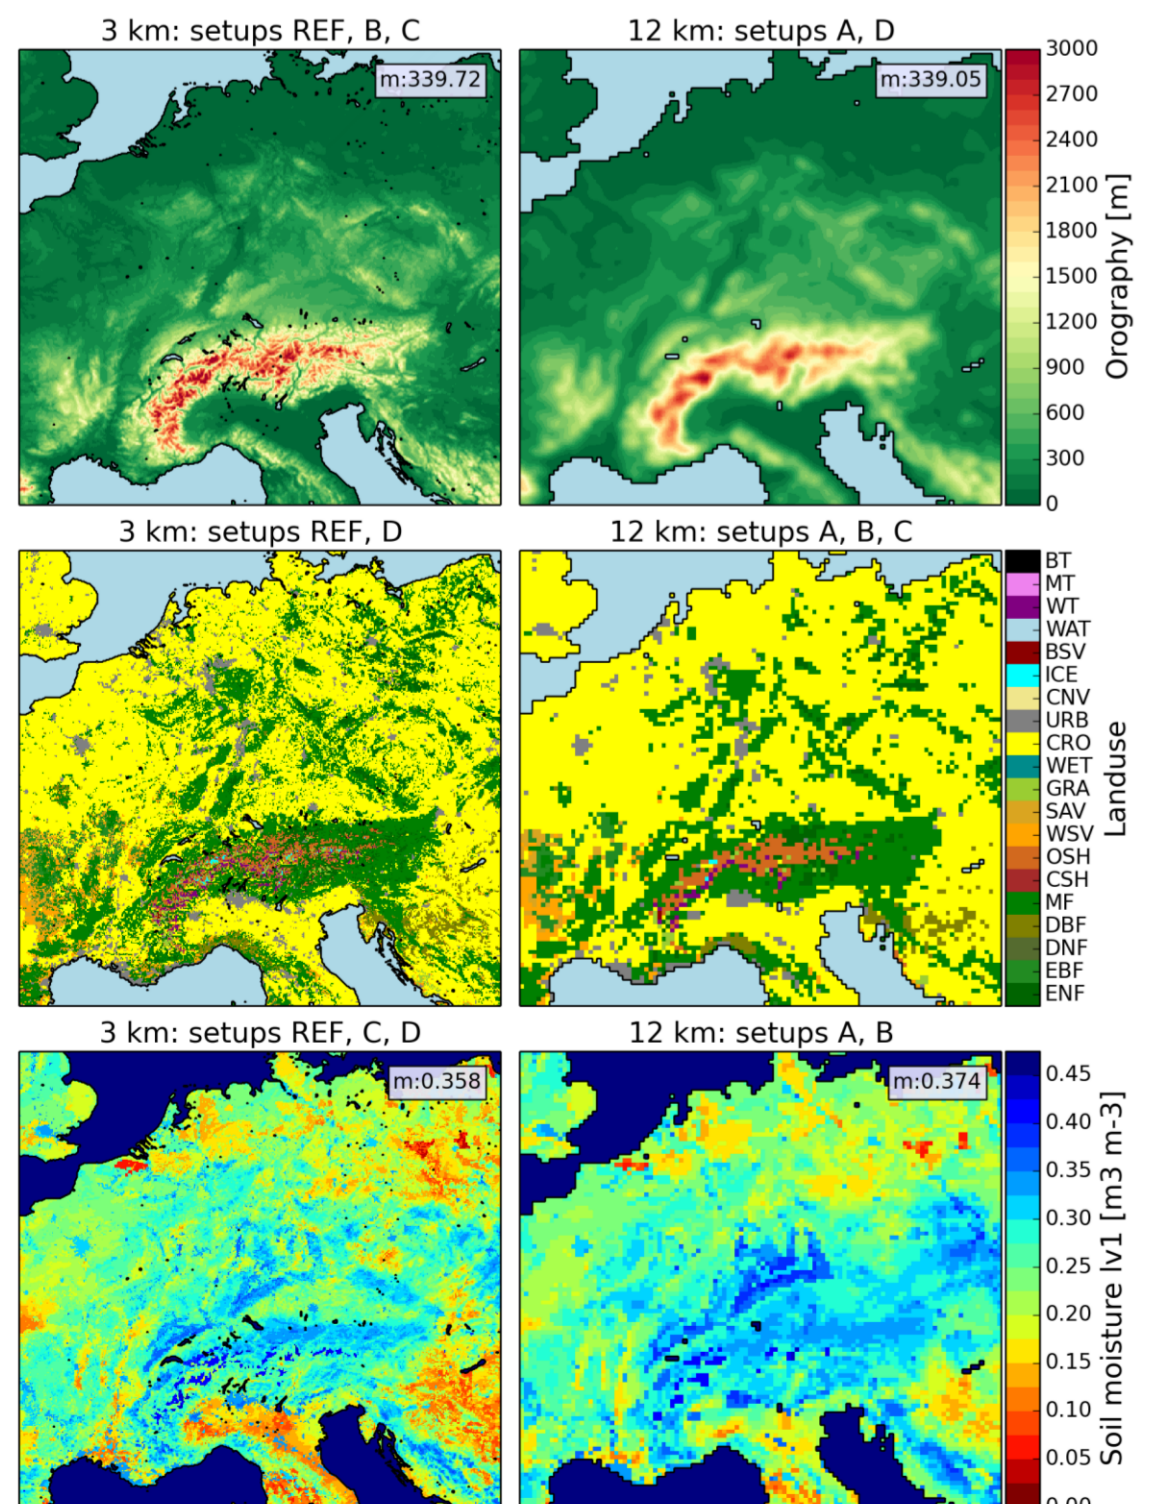 3 km: setups REF, B, C
12 km: setups A, D
m:339.72
m:339.05
3000
2700
2400
2100
1800
1500
1200
900
600
300
0
Orography [m]
3 km: setups REF, D
12 km: setups A, B, C
BT
MT
WT
WAT
BSV
ICE
CNV
URB
CRO
WET
GRA
SAV
WSV
OSH
CSH
MF
DBF
DNF
EBF
ENF
Landuse
3 km: setups REF, C, D
12 km: setups A, B
m:0.358
m:0.374
0.45
0.40
0.35
0.30
0.25
0.20
0.15
0.10
0.05
0.00
Soil moisture lv1 [m3 m-3]